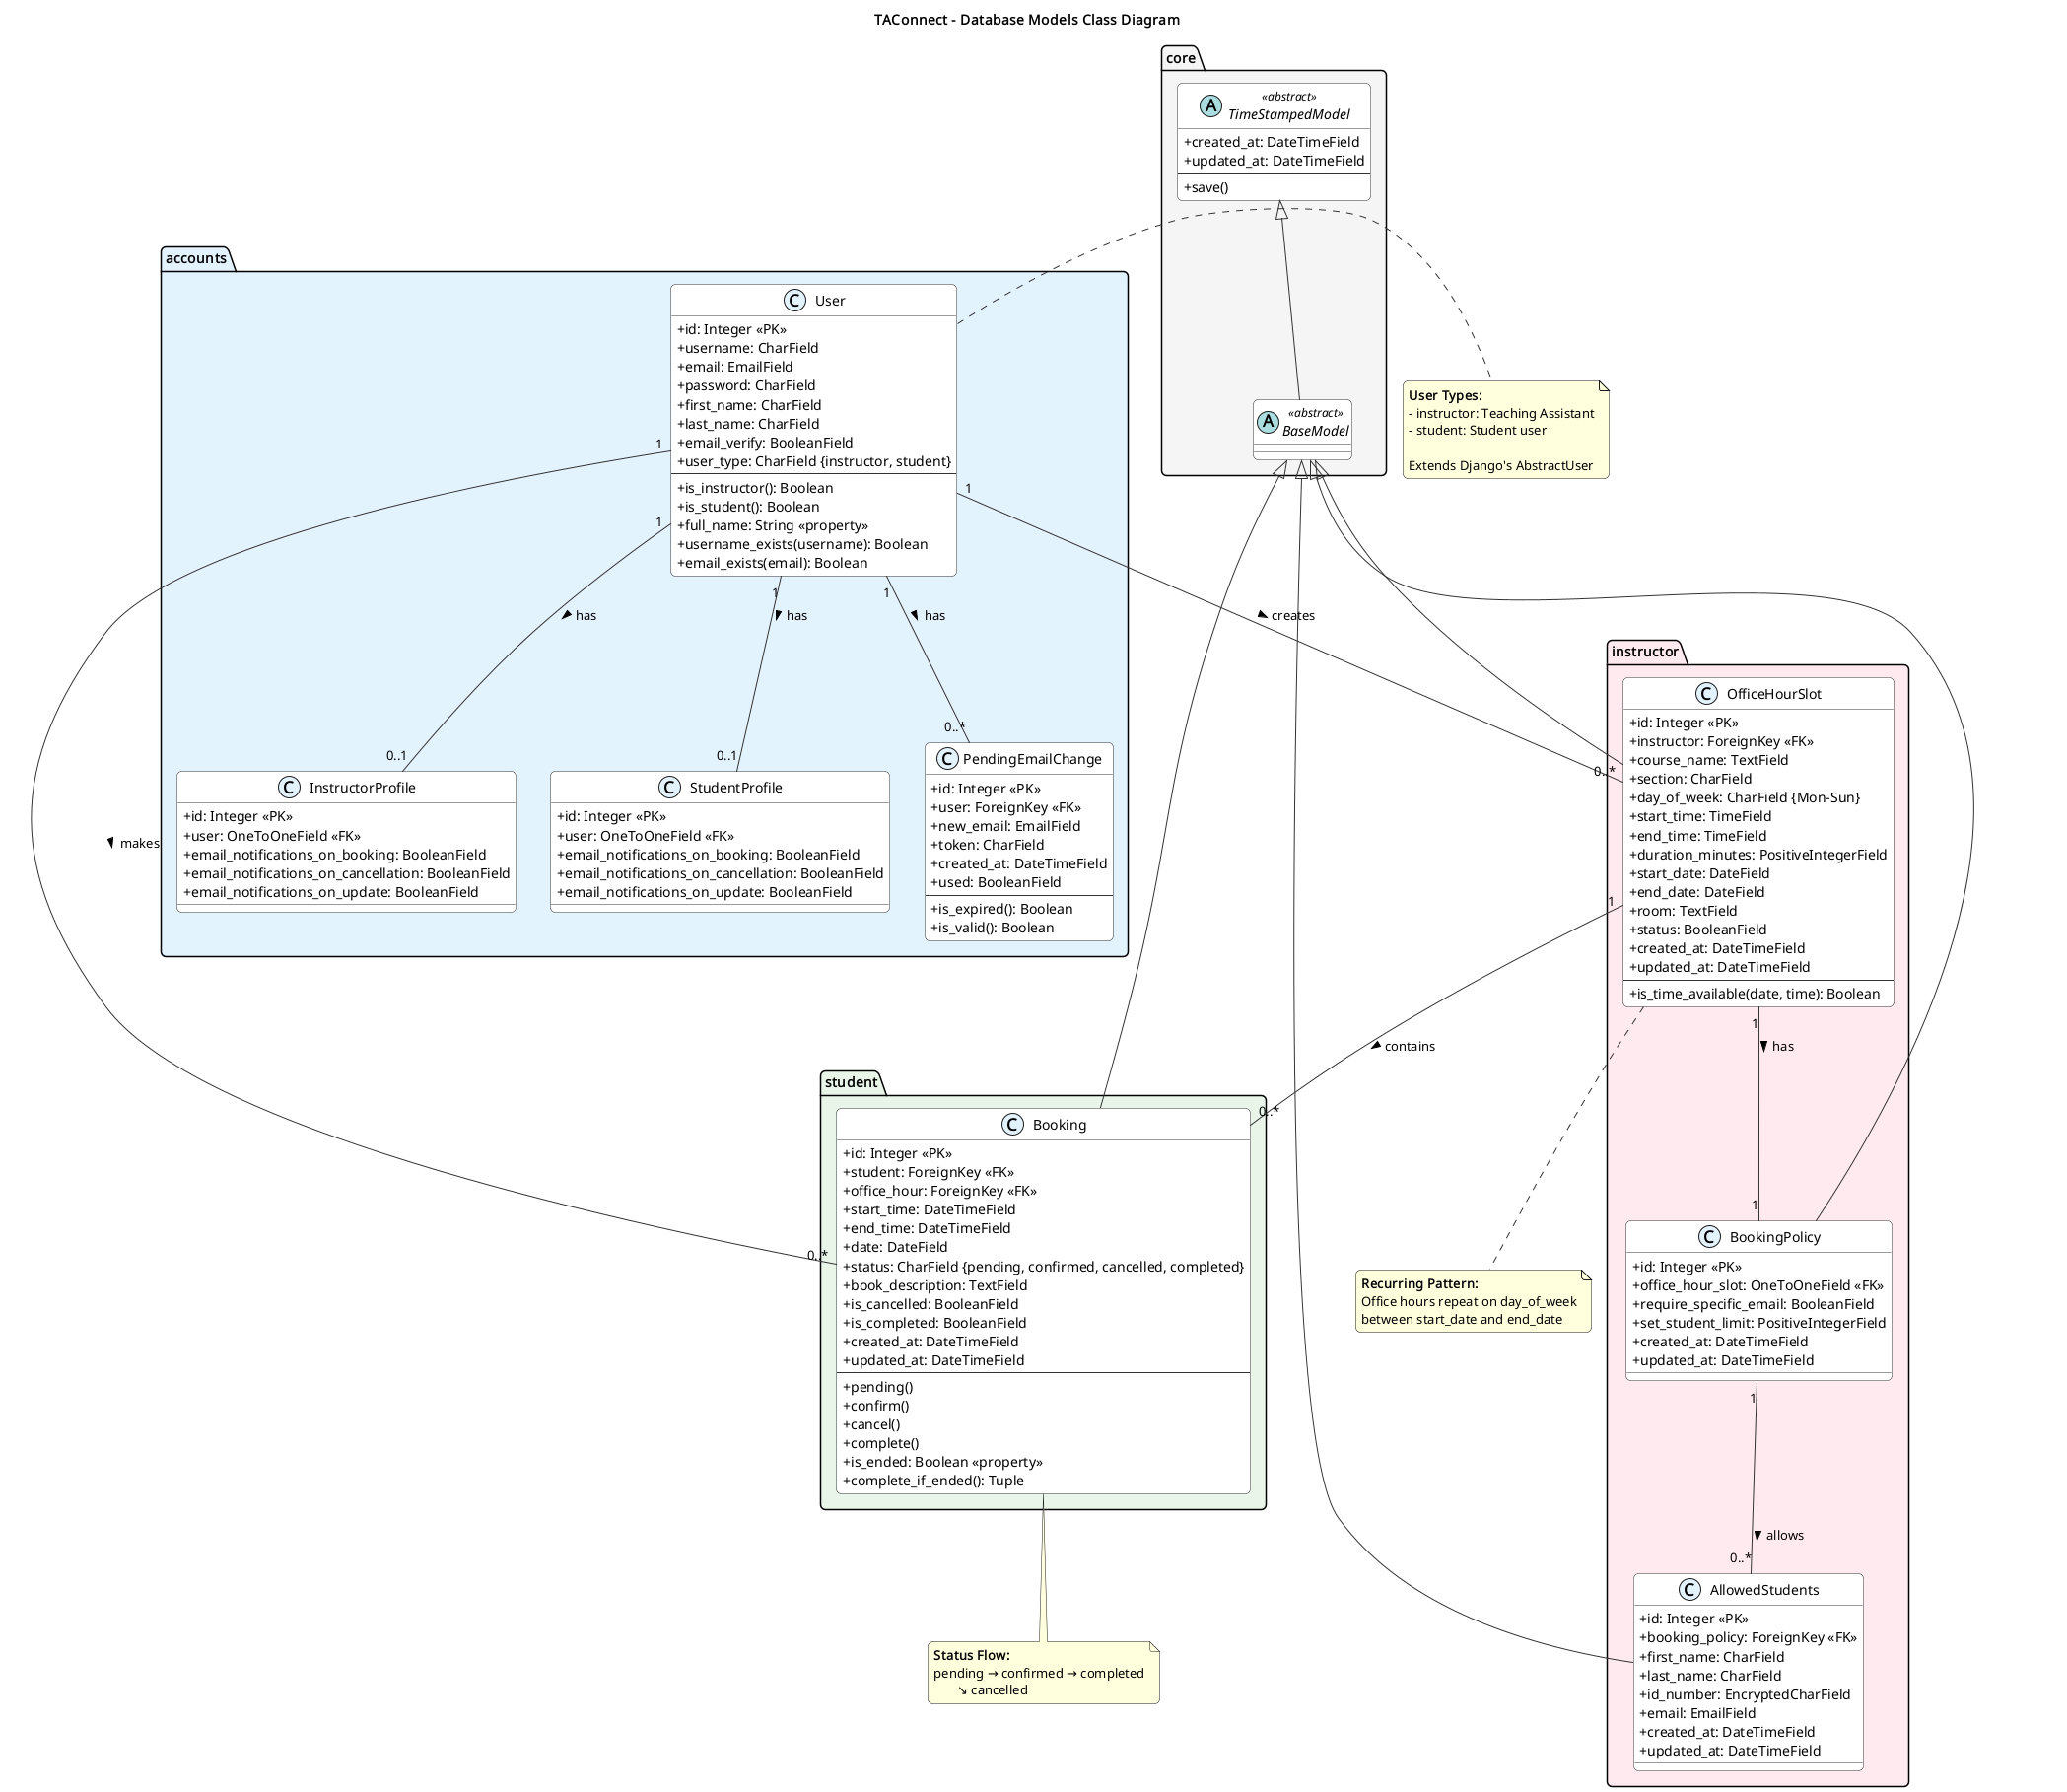 TAConnect - Database Models Class Diagram
core
A
«abstract»
TimeStampedModel
+created_at: DateTimeField
+updated_at: DateTimeField
+save()
A
«abstract»
BaseModel
User Types:
- instructor: Teaching Assistant
- student: Student user
Extends Django's AbstractUser
accounts
C User
+id: Integer «PK»
+username: CharField
+email: EmailField
+password: CharField
+first_name: CharField
+last_name: CharField
+email_verify: BooleanField
+user_type: CharField {instructor, student}
+is_instructor(): Boolean
+is_student(): Boolean
+full_name: String «property»
+username_exists(username): Boolean
+email_exists(email): Boolean
1
1
1
1
1
has
has
has
creates
makes
0..1
0..1
0..*
0..*
0..*
C InstructorProfile
+id: Integer «PK»
+user: OneToOneField «FK»
+email_notifications_on_booking: BooleanField
+email_notifications_on_cancellation: BooleanField
+email_notifications_on_update: BooleanField
C StudentProfile
+id: Integer «PK»
+user: OneToOneField «FK»
+email_notifications_on_booking: BooleanField
+email_notifications_on_cancellation: BooleanField
+email_notifications_on_update: BooleanField
C PendingEmailChange
+id: Integer «PK»
+user: ForeignKey «FK»
+new_email: EmailField
+token: CharField
+created_at: DateTimeField
+used: BooleanField
+is_expired(): Boolean
+is_valid(): Boolean
instructor
C OfficeHourSlot
+id: Integer «PK»
+instructor: ForeignKey «FK»
+course_name: TextField
+section: CharField
+day_of_week: CharField {Mon-Sun}
+start_time: TimeField
+end_time: TimeField
+duration_minutes: PositiveIntegerField
+start_date: DateField
+end_date: DateField
+room: TextField
+status: BooleanField
+created_at: DateTimeField
+updated_at: DateTimeField
+is_time_available(date, time): Boolean
1
contains
0..*
1
has
1
student
C Booking
+id: Integer «PK»
+student: ForeignKey «FK»
+office_hour: ForeignKey «FK»
+start_time: DateTimeField
+end_time: DateTimeField
+date: DateField
+status: CharField {pending, confirmed, cancelled, completed}
+book_description: TextField
+is_cancelled: BooleanField
+is_completed: BooleanField
+created_at: DateTimeField
+updated_at: DateTimeField
+pending()
+confirm()
+cancel()
+complete()
+is_ended: Boolean «property»
+complete_if_ended(): Tuple
Recurring Pattern:
Office hours repeat on day_of_week
between start_date and end_date
C BookingPolicy
+id: Integer «PK»
+office_hour_slot: OneToOneField «FK»
+require_specific_email: BooleanField
+set_student_limit: PositiveIntegerField
+created_at: DateTimeField
+updated_at: DateTimeField
1
allows
0..*
Status Flow:
pending → confirmed → completed
↘ cancelled
C AllowedStudents
+id: Integer «PK»
+booking_policy: ForeignKey «FK»
+first_name: CharField
+last_name: CharField
+id_number: EncryptedCharField
+email: EmailField
+created_at: DateTimeField
+updated_at: DateTimeField